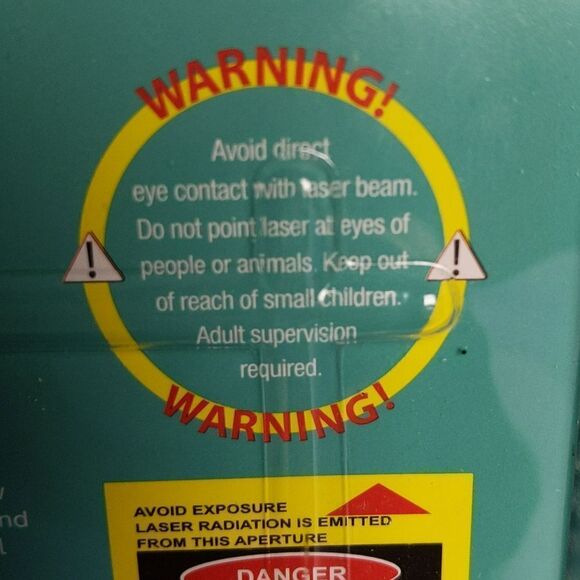 WARNING!
Avoid direct
eye contact with laser beam.
Do not point laser at eyes of
people or animals. Keep out
of reach of small children.
Adult supervision
required.
WARNING!
nd
AVOID EXPOSURE
LASER RADIATION IS EMITTED
FROM THIS APERTURE
DANGER